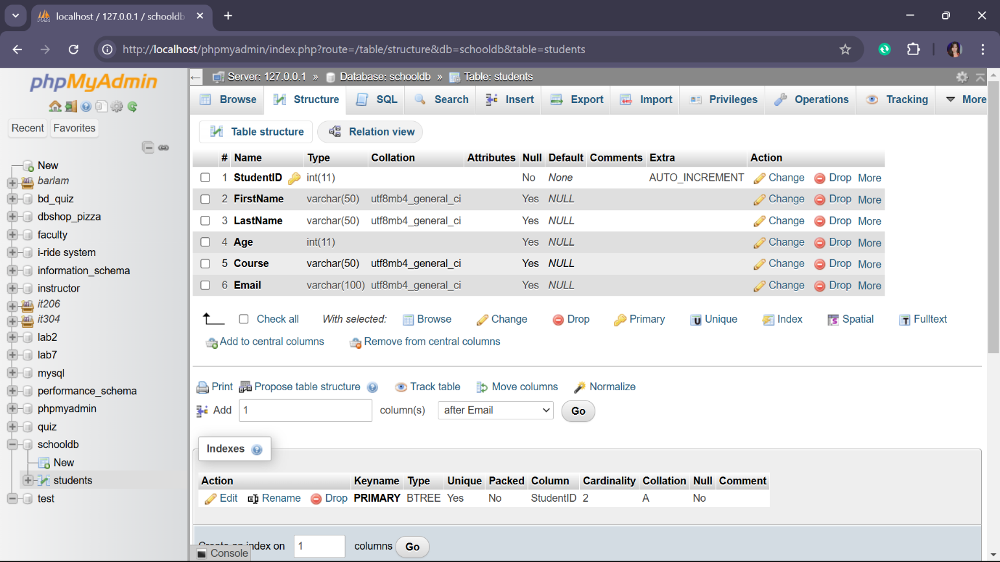 localhost / 127.0.0.1 / schooldb
http://localhost/phpmyadmin/index.php?route=/table/structure&db=schooldb&table=students
phpMyAdmin
Recent Favorites
New
barlam
bd_quiz
dbshop_pizza
faculty
i-ride system
information_schema
instructor
it206
it304
lab2
lab7
mysql
performance_schema
phpmyadmin
quiz
schooldb
New
students
test
Server: 127.0.0.1 » Database: schooldb » Table: students
Browse Structure SQL Search Insert Export Import Privileges Operations Tracking More
Table structure Relation view
# Name Type Collation Attributes Null Default Comments Extra Action
1 StudentID int(11) No None AUTO_INCREMENT Change Drop More
2 FirstName varchar(50) utf8mb4_general_ci Yes NULL Change Drop More
3 LastName varchar(50) utf8mb4_general_ci Yes NULL Change Drop More
4 Age int(11) Yes NULL Change Drop More
5 Course varchar(50) utf8mb4_general_ci Yes NULL Change Drop More
6 Email varchar(100) utf8mb4_general_ci Yes NULL Change Drop More
Check all With selected: Browse Change Drop Primary Unique Index Spatial Fulltext
Add to central columns Remove from central columns
Print Propose table structure Track table Move columns Normalize
Add 1 column(s) after Email Go
Indexes
Action Keyname Type Unique Packed Column Cardinality Collation Null Comment
Edit Rename Drop PRIMARY BTREE Yes No StudentID 2 A No
Create an index on 1 columns Go
Console